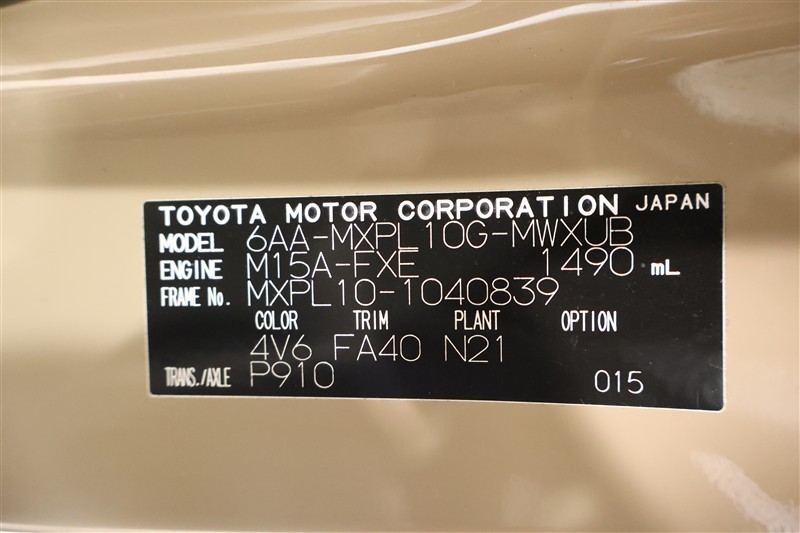 TOYOTA MOTOR CORPORATION JAPAN
MODEL 6AA-MXPL10G-MWXUB
ENGINE M15A-FXE 1490 mL
FRAME No. MXPL10-1040839
COLOR TRIM PLANT OPTION
4V6 FA40 N21
TRANS./AXLE P910 015